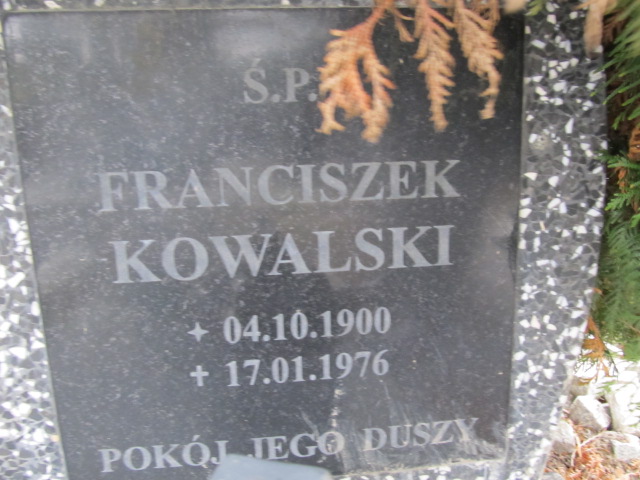 Ś.P.
FRANCISZEK
KOWALSKI
✦ 04.10.1900
✝ 17.01.1976
POKÓJ JEGO DUSZY